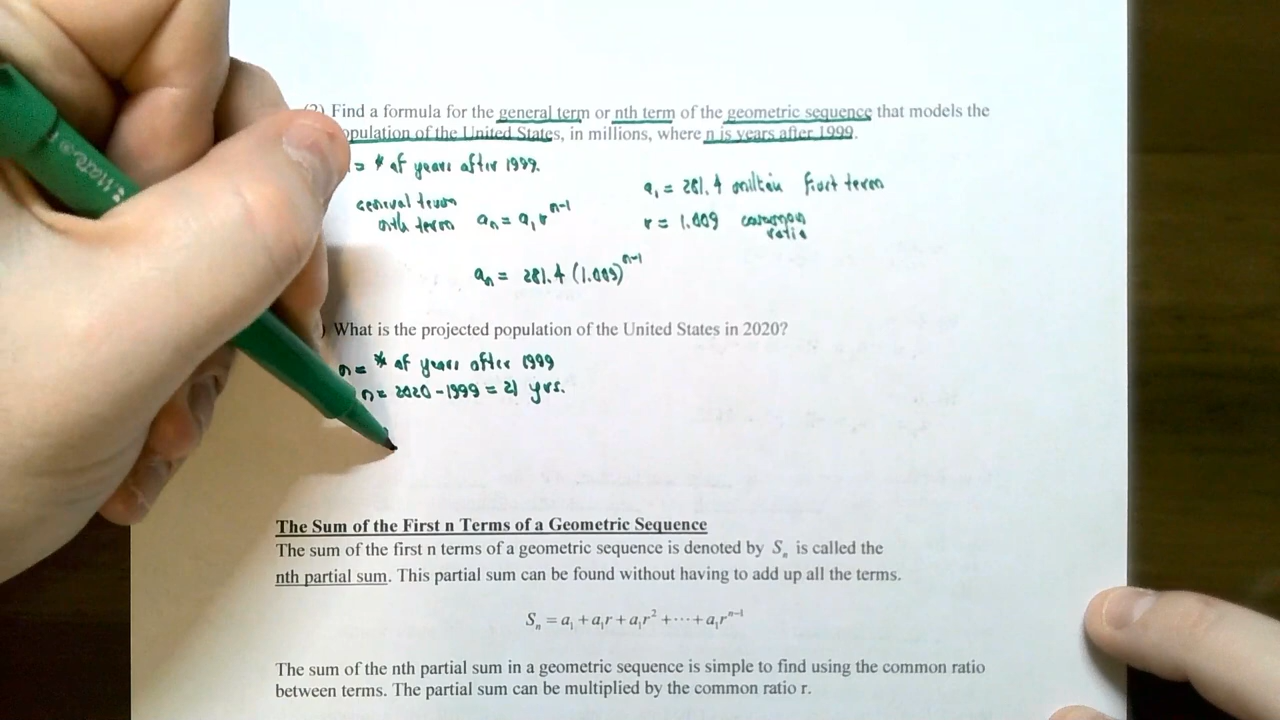 2) Find a formula for the general term or nth term of the geometric sequence that models the
opulation of the United States, in millions, where n is years after 1999.
= # of years after 1999.
general term
nth term aₙ = a₁rⁿ⁻¹
a₁ = 281.4 million first term
r = 1.009 common
ratio
aₙ = 281.4 (1.009)ⁿ⁻¹
) What is the projected population of the United States in 2020?
n = # of years after 1999
n = 2020 - 1999 = 21 yrs.
The Sum of the First n Terms of a Geometric Sequence
The sum of the first n terms of a geometric sequence is denoted by Sₙ is called the
nth partial sum. This partial sum can be found without having to add up all the terms.
Sₙ = a₁ + a₁r + a₁r² + ⋯ + a₁rⁿ⁻¹
The sum of the nth partial sum in a geometric sequence is simple to find using the common ratio
between terms. The partial sum can be multiplied by the common ratio r.